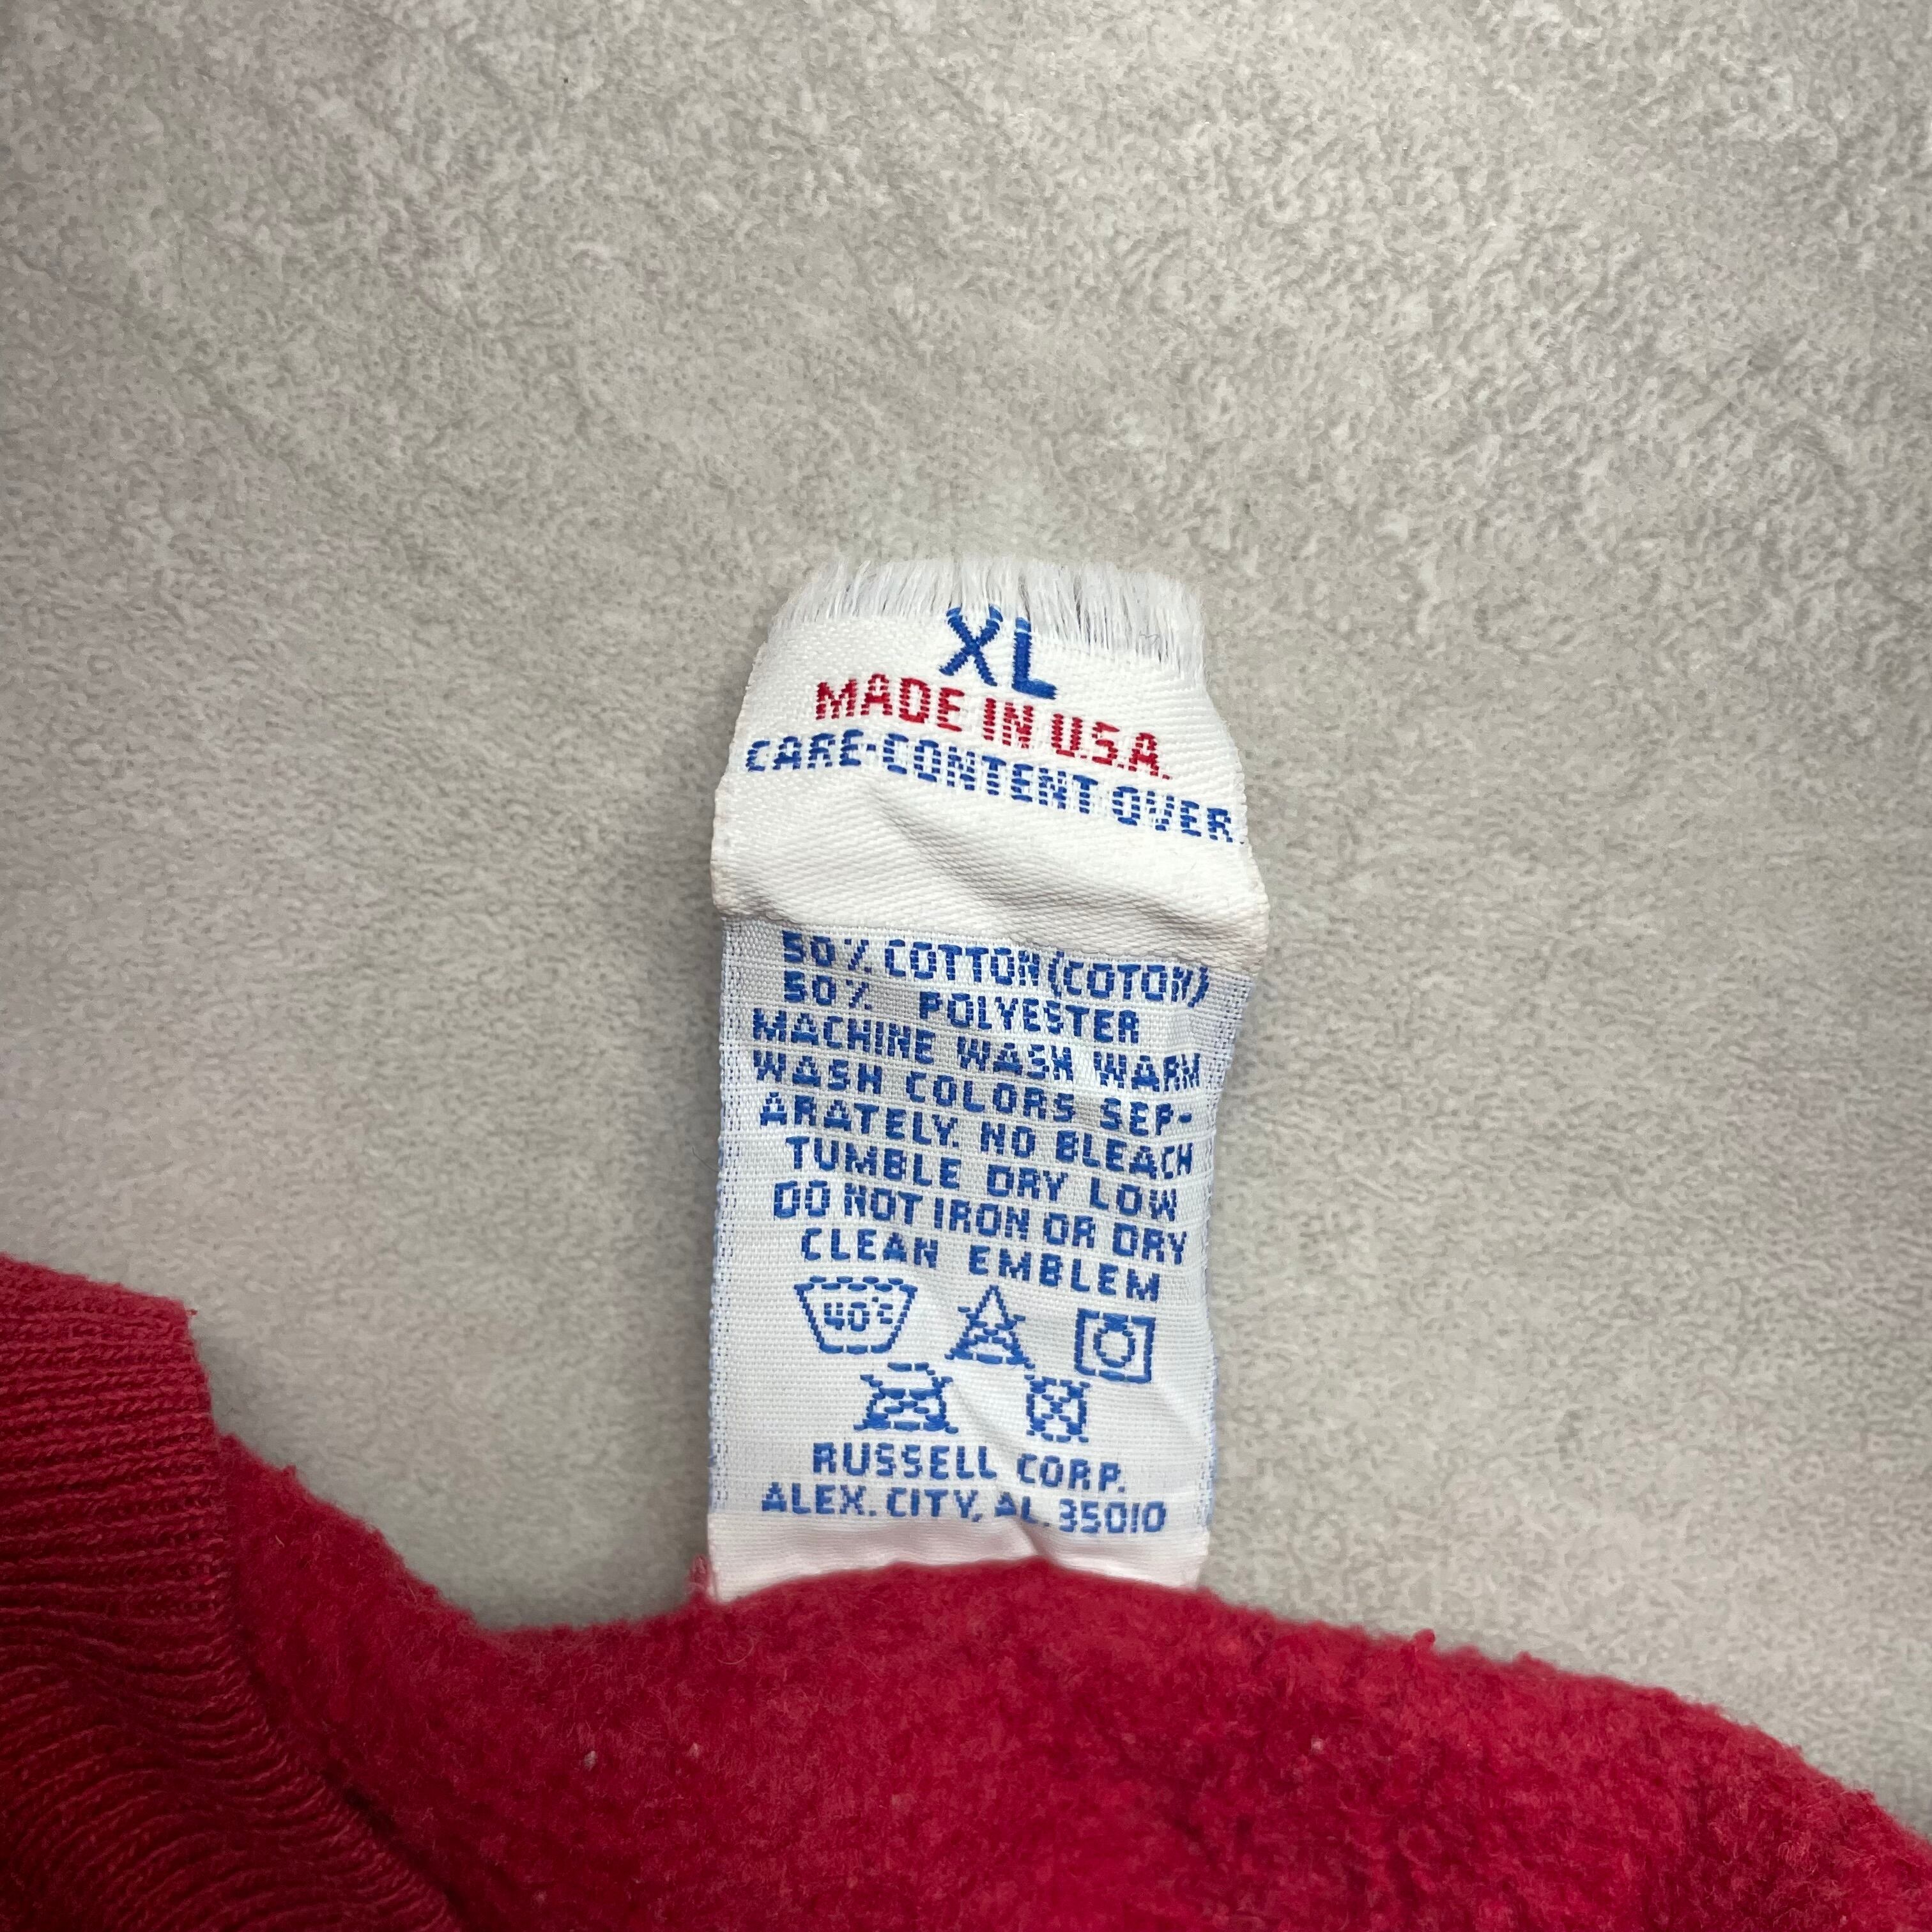 XL
MADE IN U.S.A.
CARE-CONTENT OVER.
50% COTTON (COTON)
50% POLYESTER
MACHINE WASH WARM
WASH COLORS SEP-
ARATELY. NO BLEACH
TUMBLE DRY LOW
DO NOT IRON OR DRY
CLEAN EMBLEM
40°C
RUSSELL CORP.
ALEX. CITY, AL. 35010